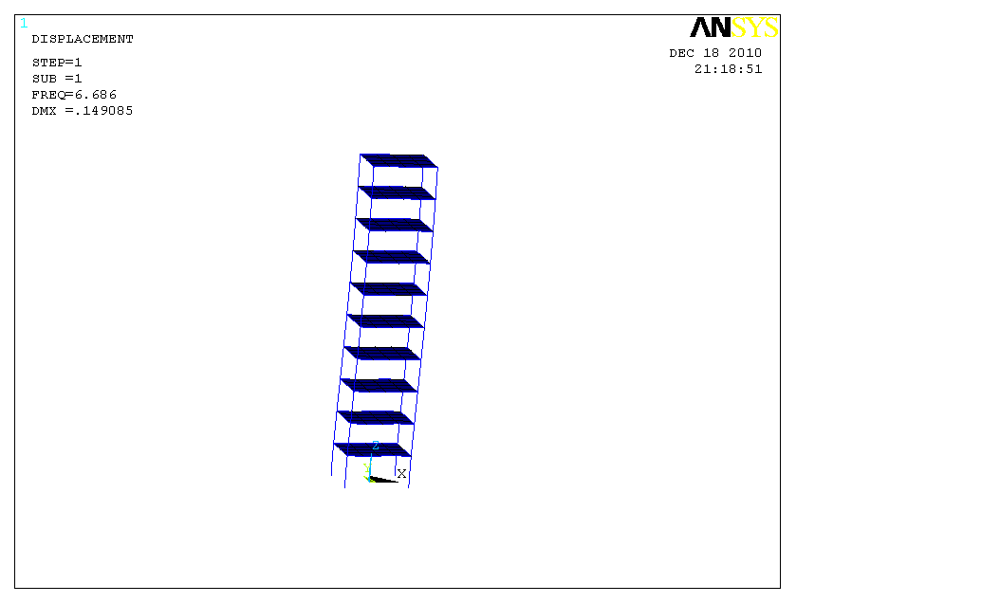 1
ANSYS
DISPLACEMENT
DEC 18 2010
STEP=1
21:18:51
SUB =1
FREQ=6.686
DMX =.149085
Z
Y
X